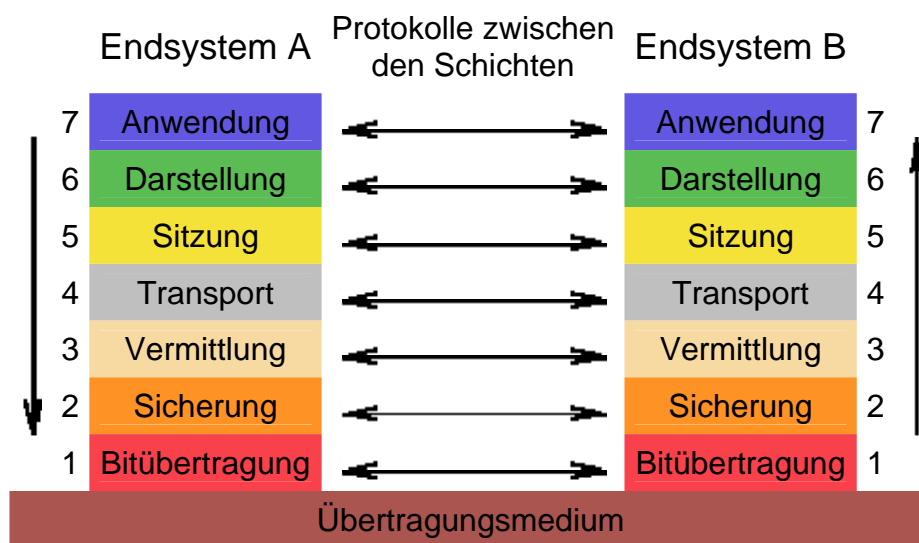 Endsystem A
Protokolle zwischen
den Schichten
Endsystem B
7 Anwendung Anwendung 7
6 Darstellung Darstellung 6
5 Sitzung Sitzung 5
4 Transport Transport 4
3 Vermittlung Vermittlung 3
2 Sicherung Sicherung 2
1 Bitübertragung Bitübertragung 1
Übertragungsmedium